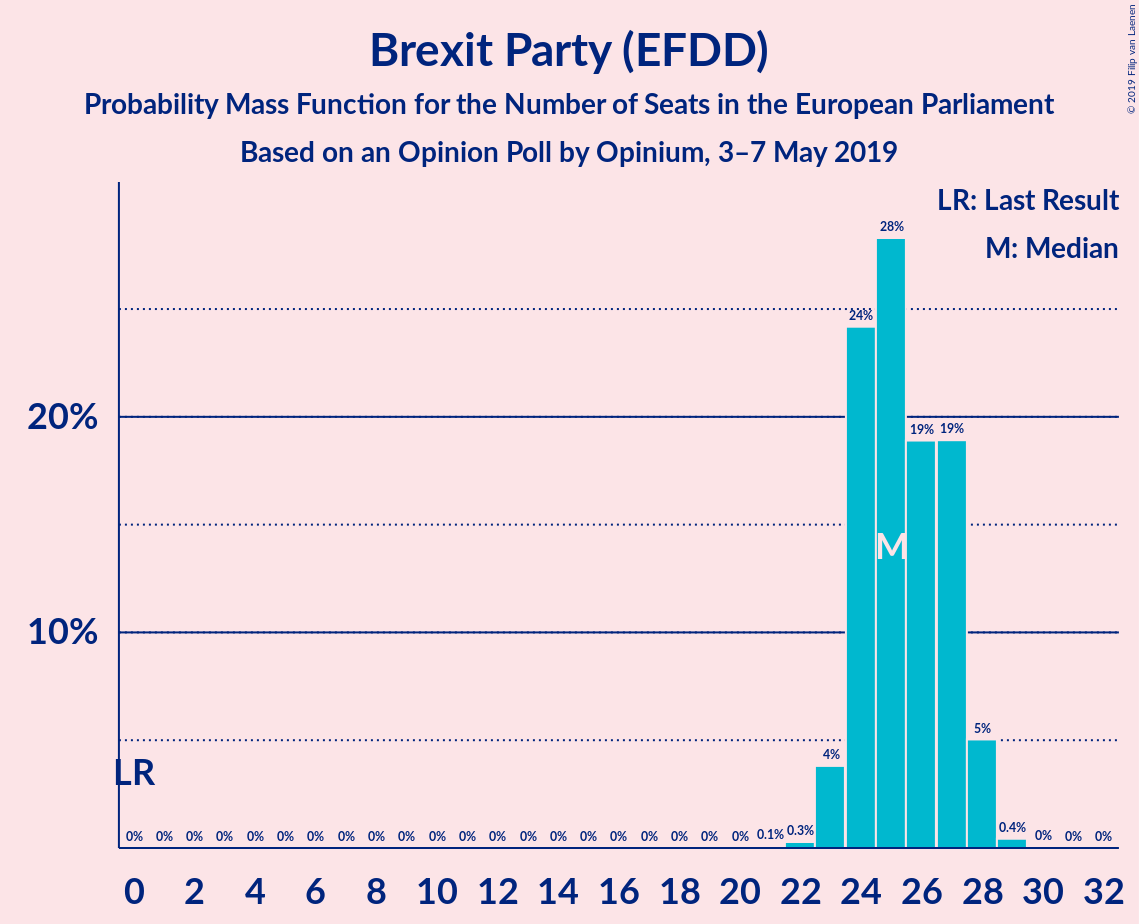 Brexit Party (EFDD)
Probability Mass Function for the Number of Seats in the European Parliament
Based on an Opinion Poll by Opinium, 3–7 May 2019
© 2019 Filip van Laenen
LR: Last Result
M: Median
28%
24%
20%
19% 19%
M
10%
5%
4%
LR
0% 0% 0% 0% 0% 0% 0% 0% 0% 0% 0% 0% 0% 0% 0% 0% 0% 0% 0% 0% 0% 0.1% 0.3% 0.4% 0% 0% 0%
0 2 4 6 8 10 12 14 16 18 20 22 24 26 28 30 32